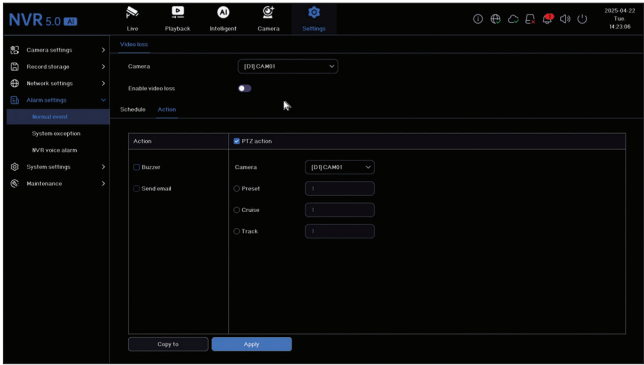 NVR 5.0 AI
Live
Playback
AI
Intelligent
Camera
Settings
2025-04-22
Tue.
14:23:06
Camera settings
Record storage
Network settings
Alarm settings
Normal event
System exception
NVR voice alarm
System settings
Maintenance
Video loss
Camera
[D1] CAM01
Enable video loss
Schedule
Action
Action
PTZ action
Buzzer
Camera
[D1] CAM01
Send email
Preset
1
Cruise
1
Track
1
Copy to
Apply